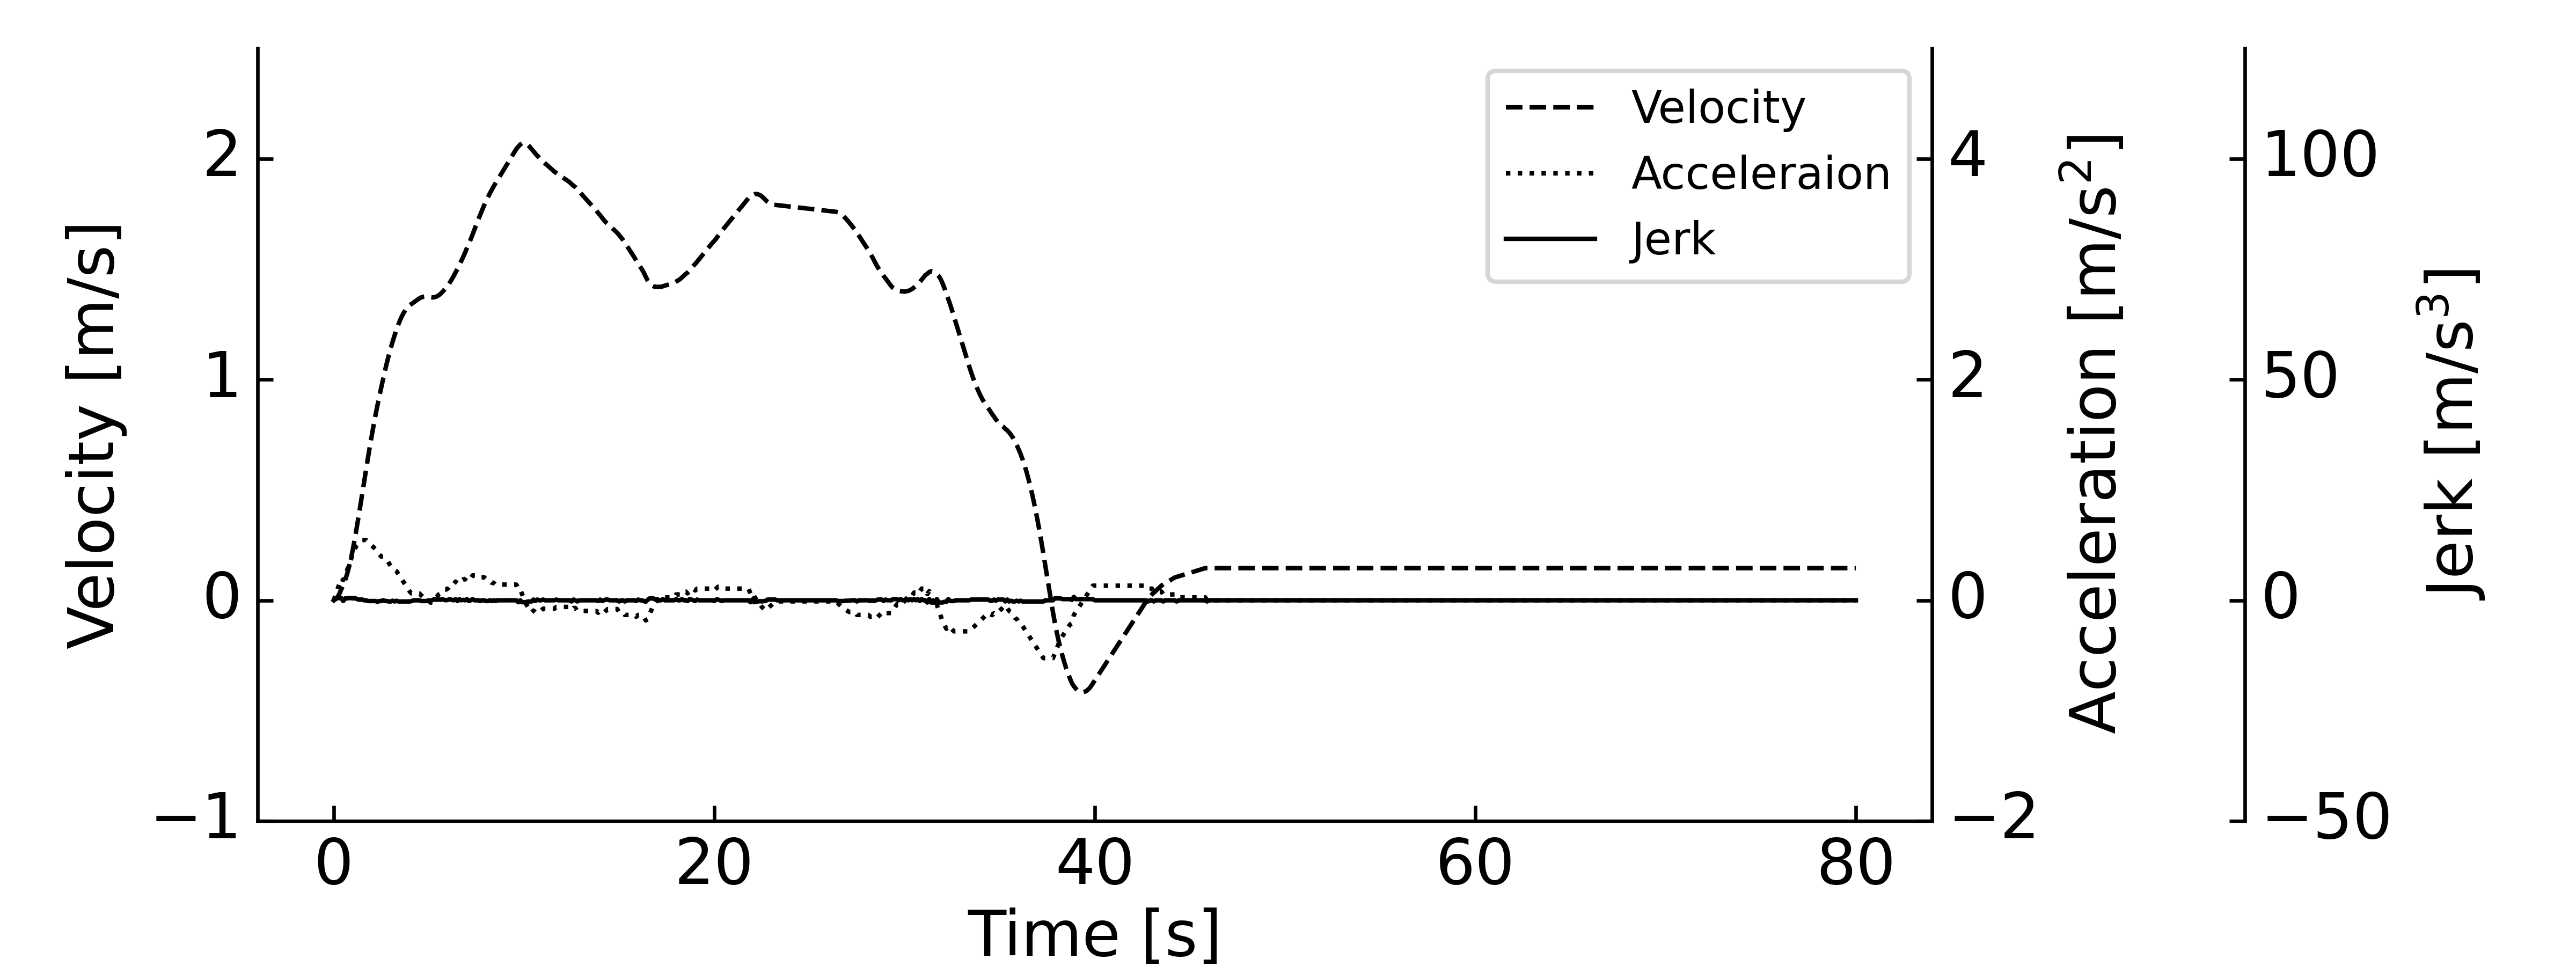 Velocity [m/s]
2
1
0
−1
0 20 40 60 80
Time [s]
Velocity
Acceleraion
Jerk
4
2
0
−2
Acceleration [m/s²]
100
50
0
−50
Jerk [m/s³]